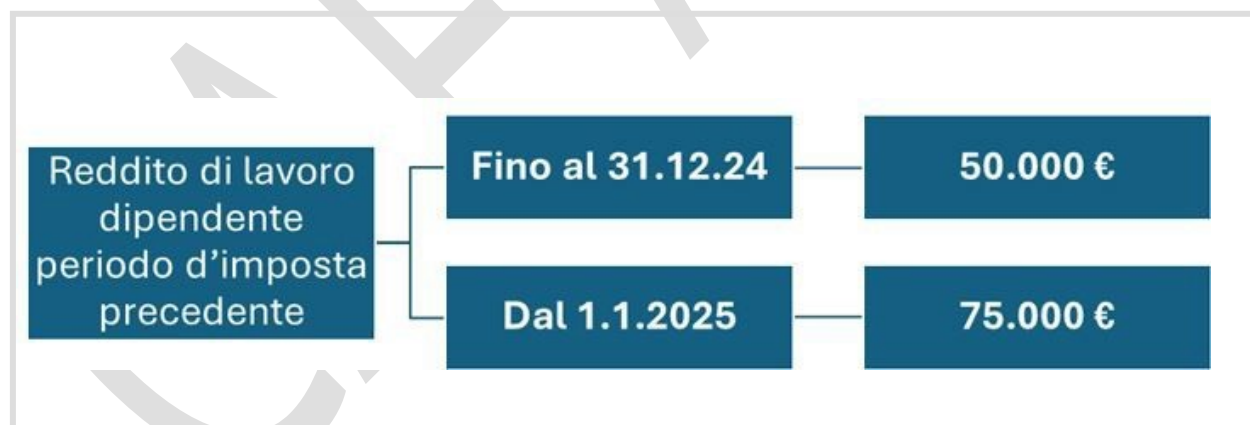 Reddito di lavoro
dipendente
periodo d'imposta
precedente
Fino al 31.12.24
50.000 €
Dal 1.1.2025
75.000 €